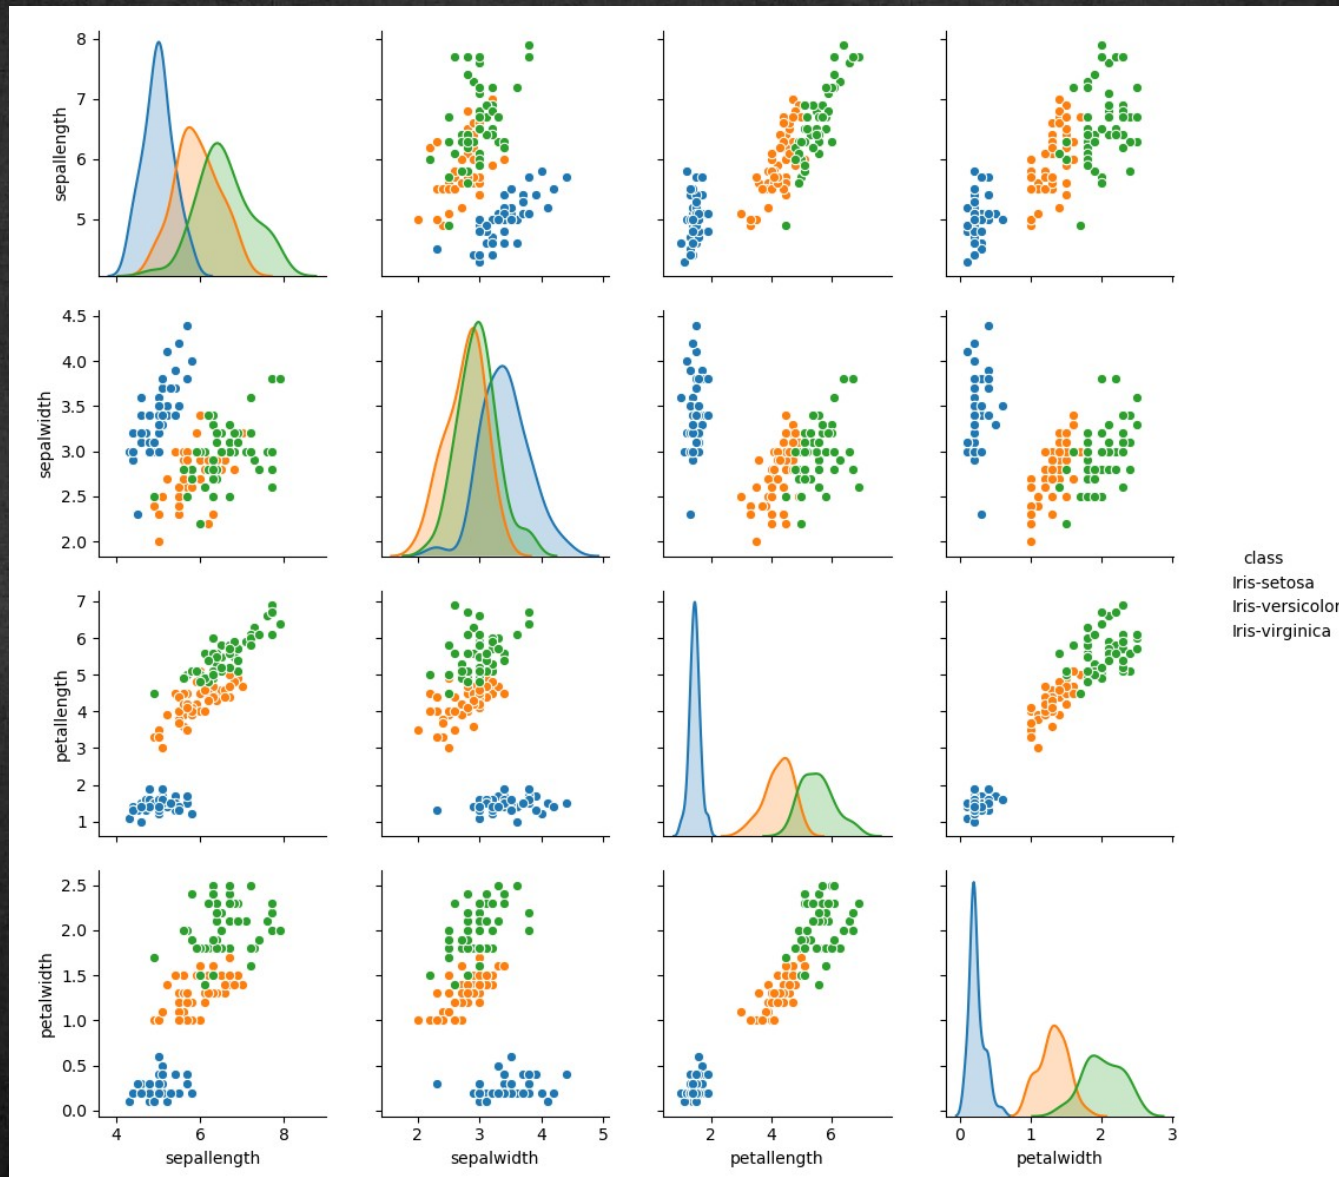 8
7
6
5
sepallength
4.5
4.0
3.5
3.0
2.5
2.0
sepalwidth
class
Iris-setosa
Iris-versicolor
Iris-virginica
7
6
5
4
3
2
1
petallength
2.5
2.0
1.5
1.0
0.5
0.0
petalwidth
4 6 8 2 3 4 5 2 4 6 0 1 2 3
sepallength sepalwidth petallength petalwidth